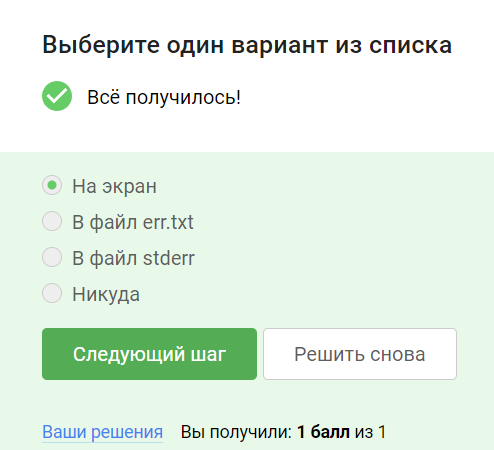 Выберите один вариант из списка
Всё получилось!
На экран
В файл err.txt
В файл stderr
Никуда
Следующий шаг
Решить снова
Ваши решения Вы получили: 1 балл из 1